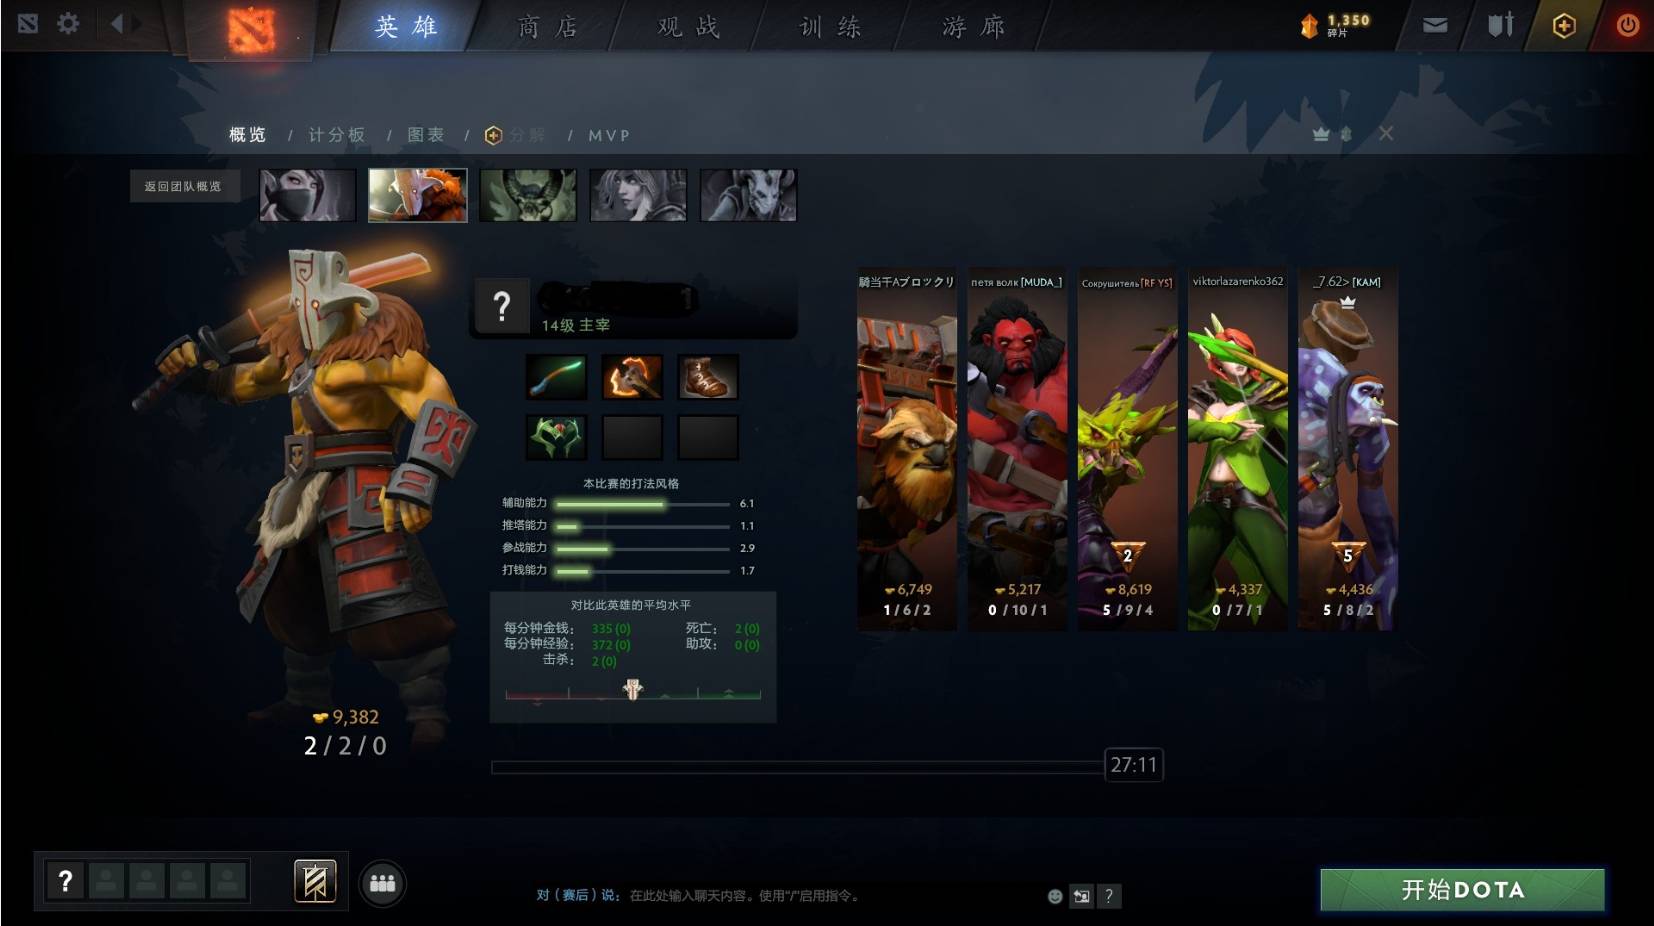 英雄
商店
观战
训练
游廊
1,350
碎片
概览 / 计分板 / 图表 / 分解 / MVP
返回团队概览
?
14级 主宰
本比赛的打法风格
辅助能力 6.1
推塔能力 1.1
参战能力 2.9
打钱能力 1.7
对比此英雄的平均水平
每分钟金钱: 335 (0) 死亡: 2 (0)
每分钟经验: 372 (0) 助攻: 0 (0)
击杀: 2 (0)
9,382
2 / 2 / 0
騎当千Aブロックリ
6,749
1 / 6 / 2
петя волк [MUDA_]
5,217
0 / 10 / 1
Сокрушитель [RF YS]
2
8,619
5 / 9 / 4
viktorlazarenko362
4,337
0 / 7 / 1
_7.62> [KAM]
5
4,436
5 / 8 / 2
27:11
?
对（赛后）说: 在此处输入聊天内容。使用“/”启用指令。
?
开始DOTA